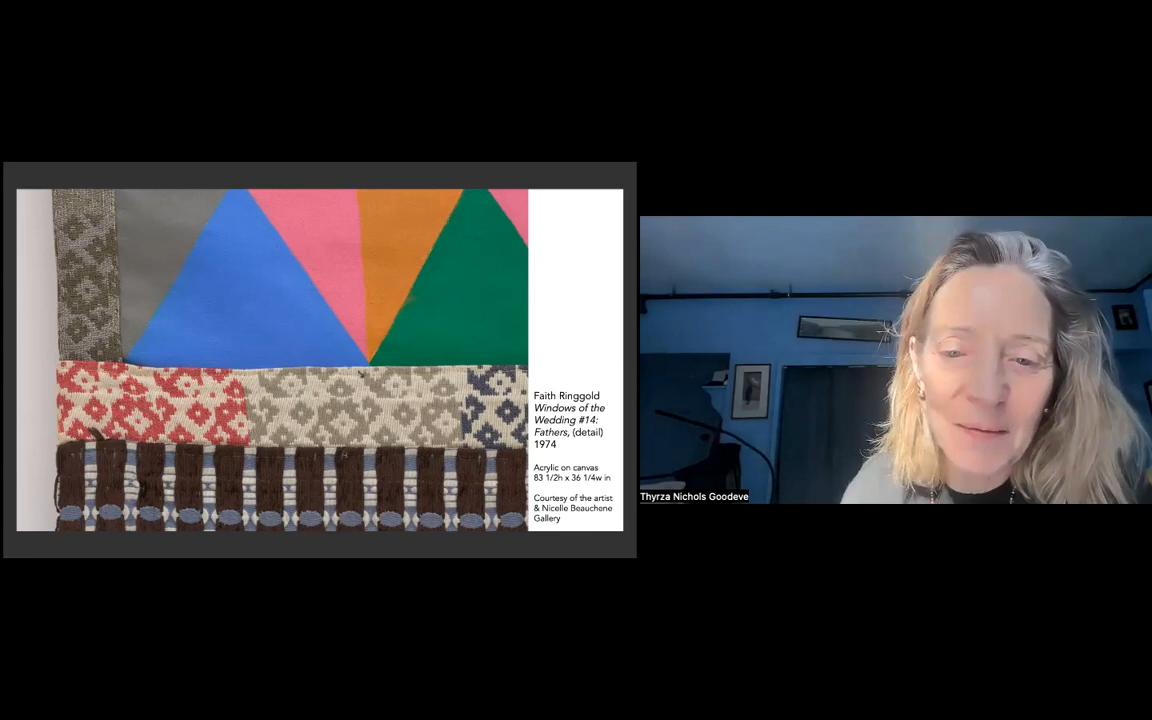 Faith Ringgold
Windows of the
Wedding #14:
Fathers, (detail)
1974
Acrylic on canvas
83 1/2h x 36 1/4w in
Courtesy of the artist
& Nicelle Beauchene
Gallery
Thyrza Nichols Goodeve